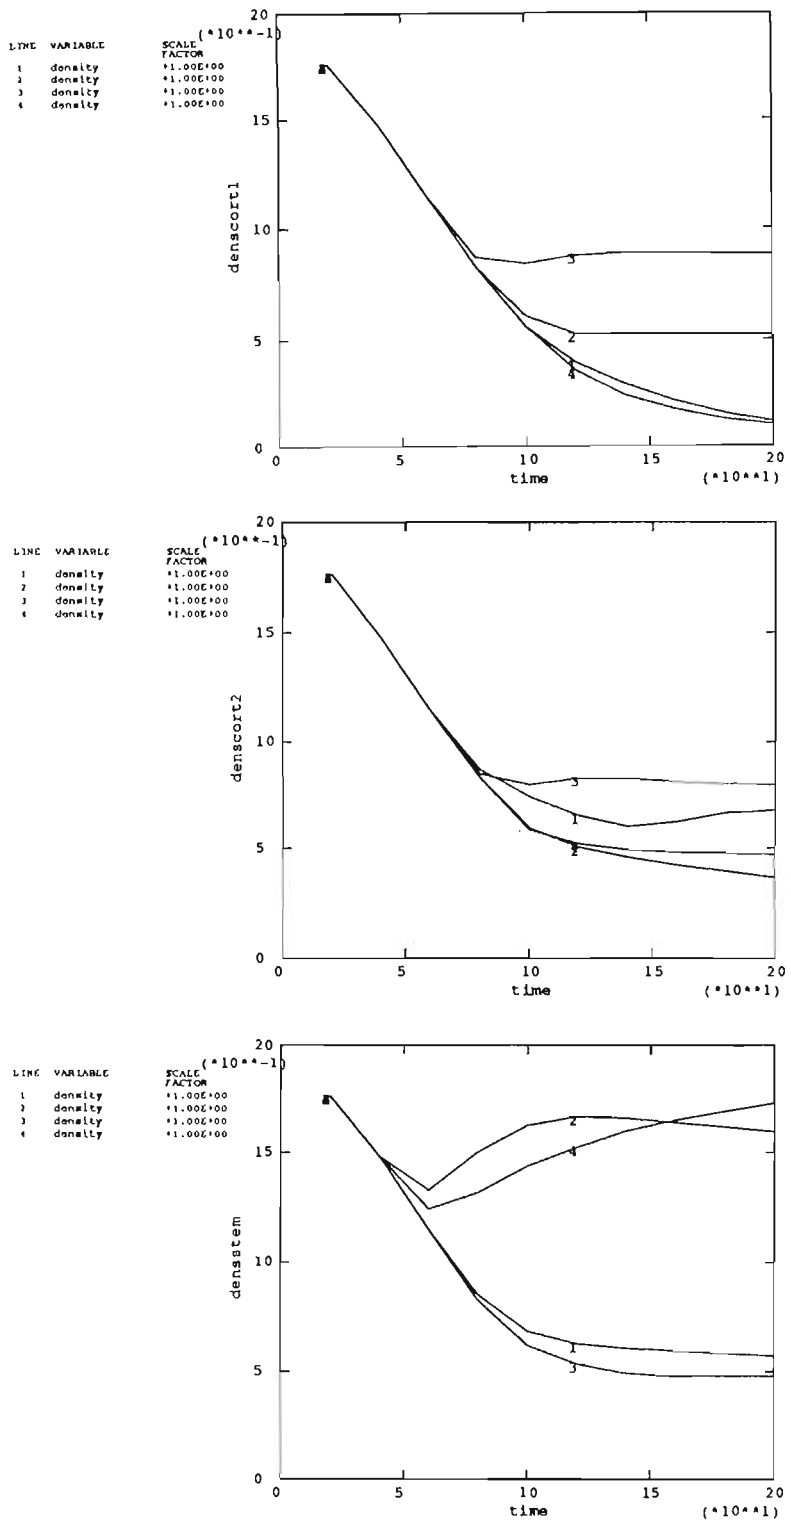 20
(*10**-1)
LINE VARIABLE SCALE FACTOR
1 density *1.00E+00
2 density *1.00E+00
3 density *1.00E+00
4 density *1.00E+00
15
denscort1
10
3
5
2
4
0
0 5 10 15 20
time (*10**1)
20
(*10**-1)
LINE VARIABLE SCALE FACTOR
1 density *1.00E+00
2 density *1.00E+00
3 density *1.00E+00
4 density *1.00E+00
15
denscort2
10
3
1
5
2
0
0 5 10 15 20
time (*10**1)
20
(*10**-1)
LINE VARIABLE SCALE FACTOR
1 density *1.00E+00
2 density *1.00E+00
3 density *1.00E+00
4 density *1.00E+00
2
15
4
densstem
10
1
5
3
0
0 5 10 15 20
time (*10**1)